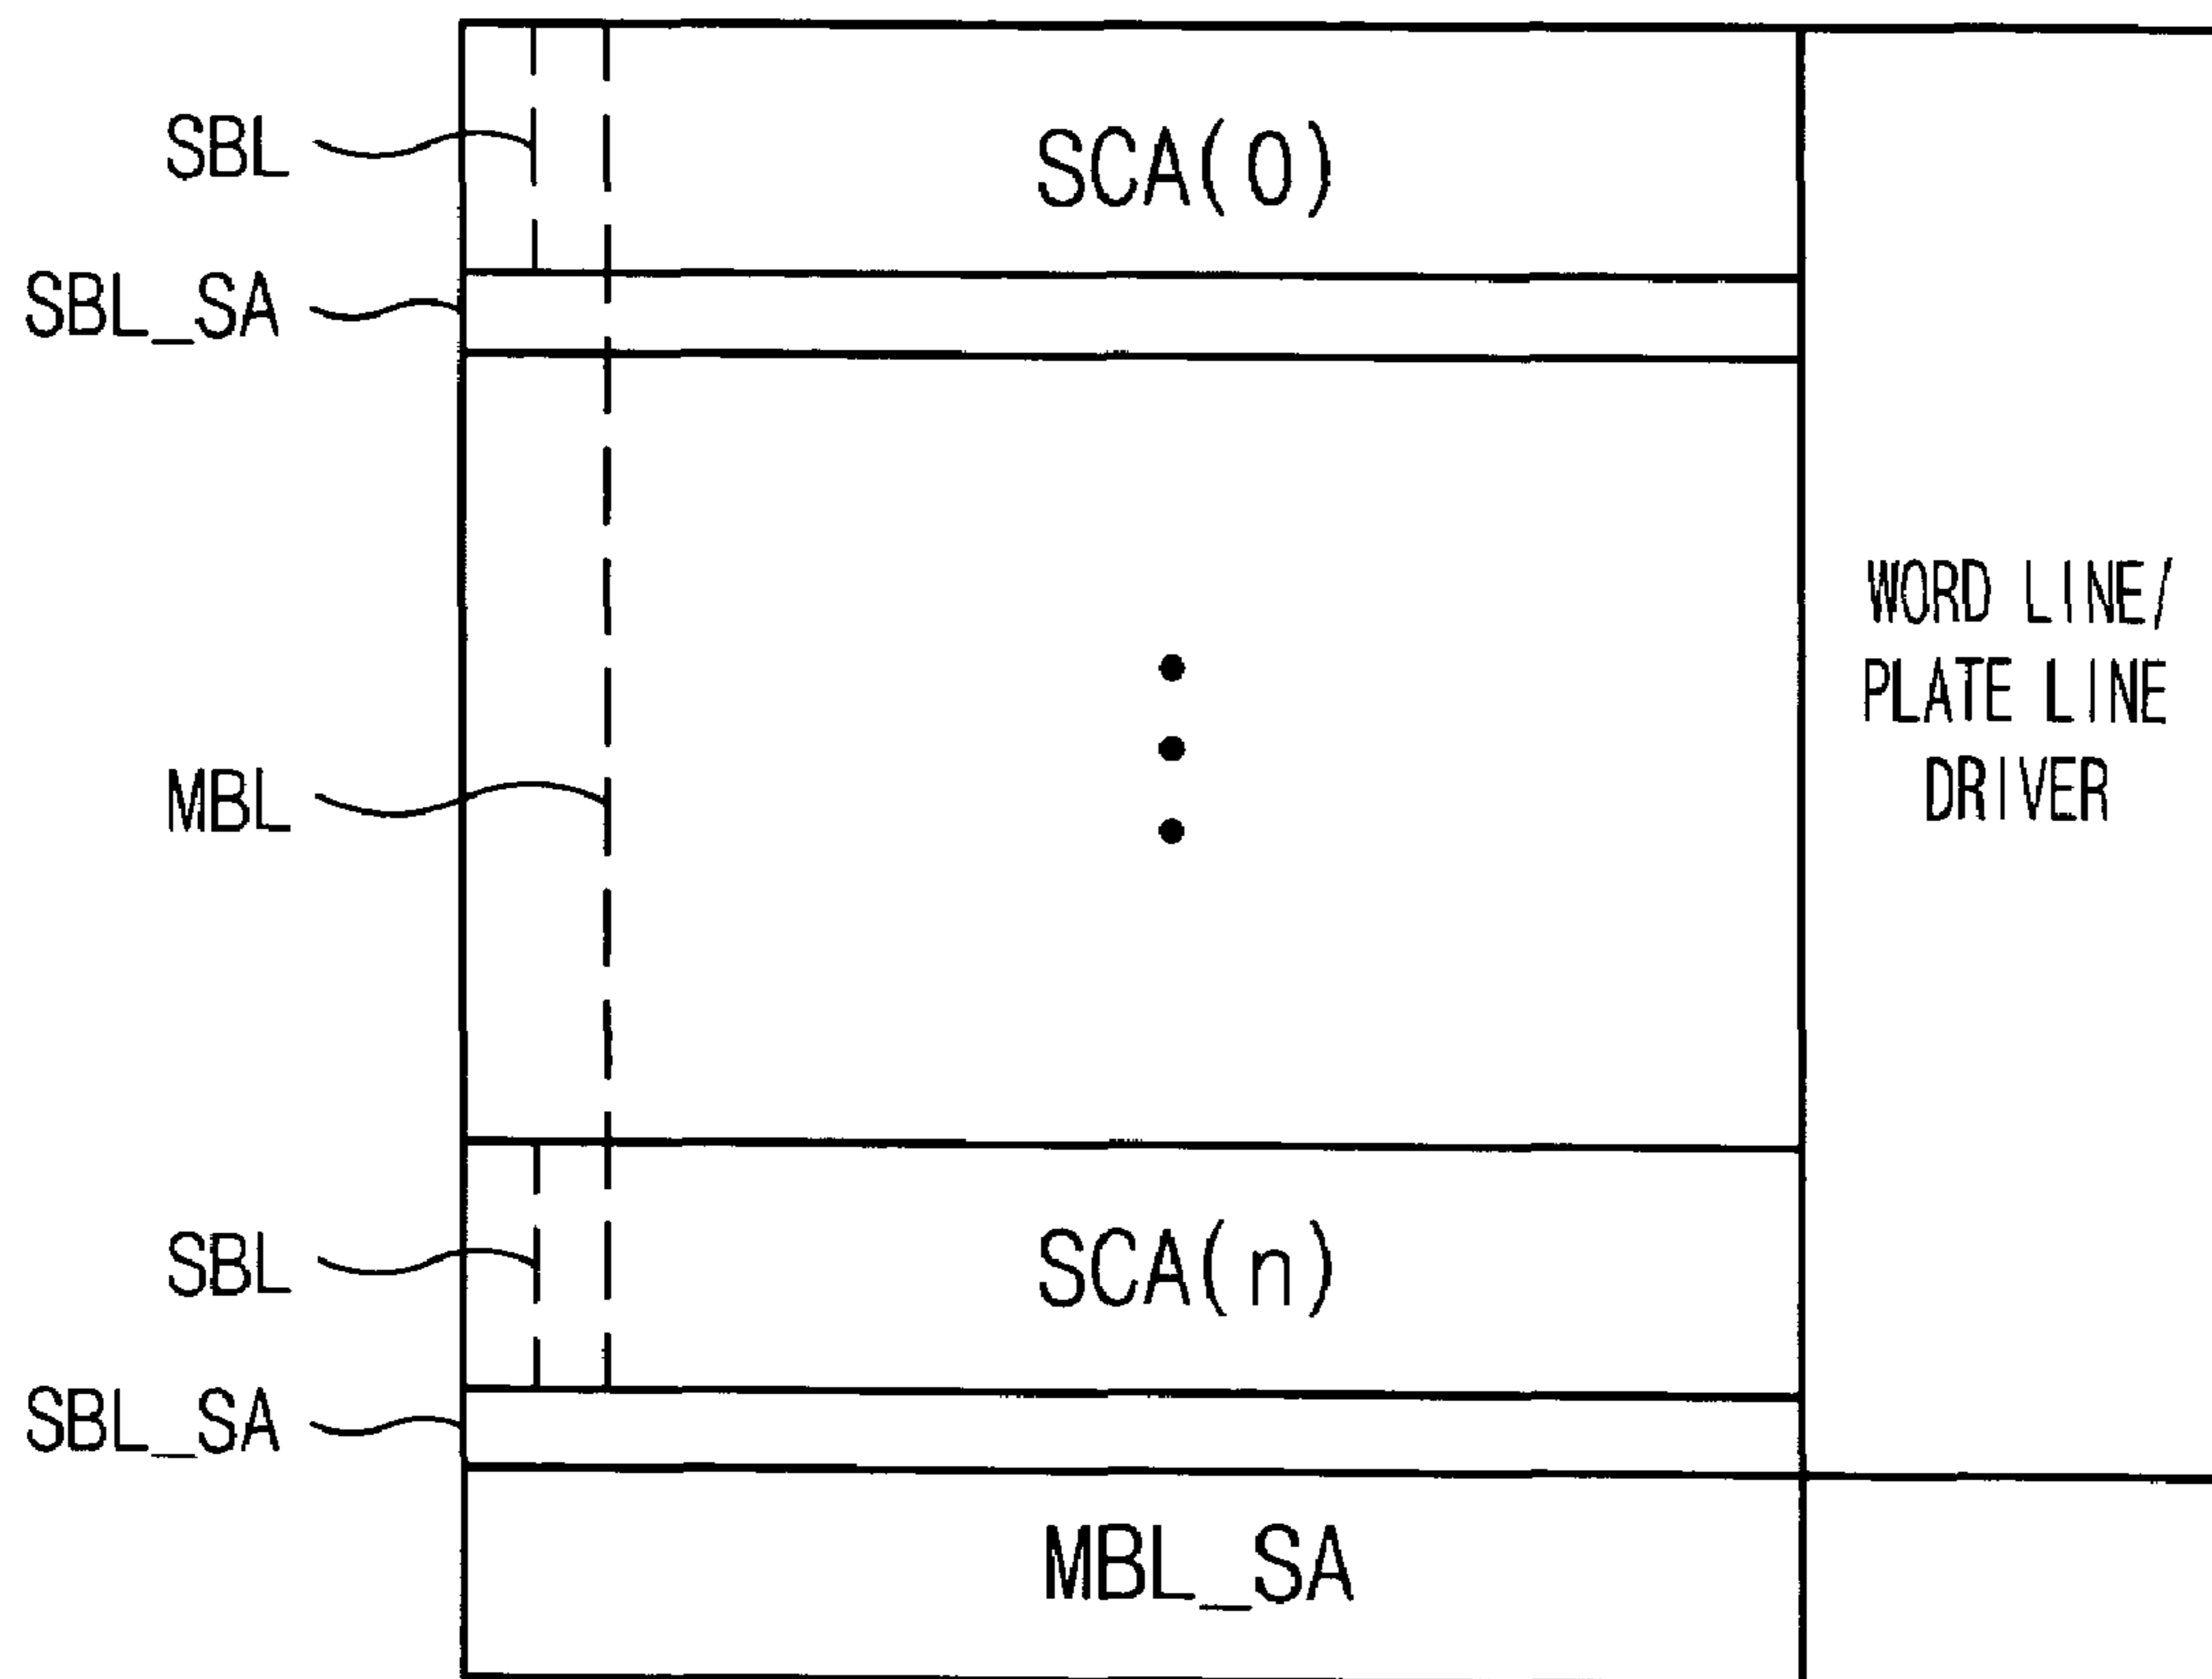 SBL
SCA(0)
SBL_SA
WORD LINE/
PLATE LINE
DRIVER
MBL
SBL
SCA(n)
SBL_SA
MBL_SA